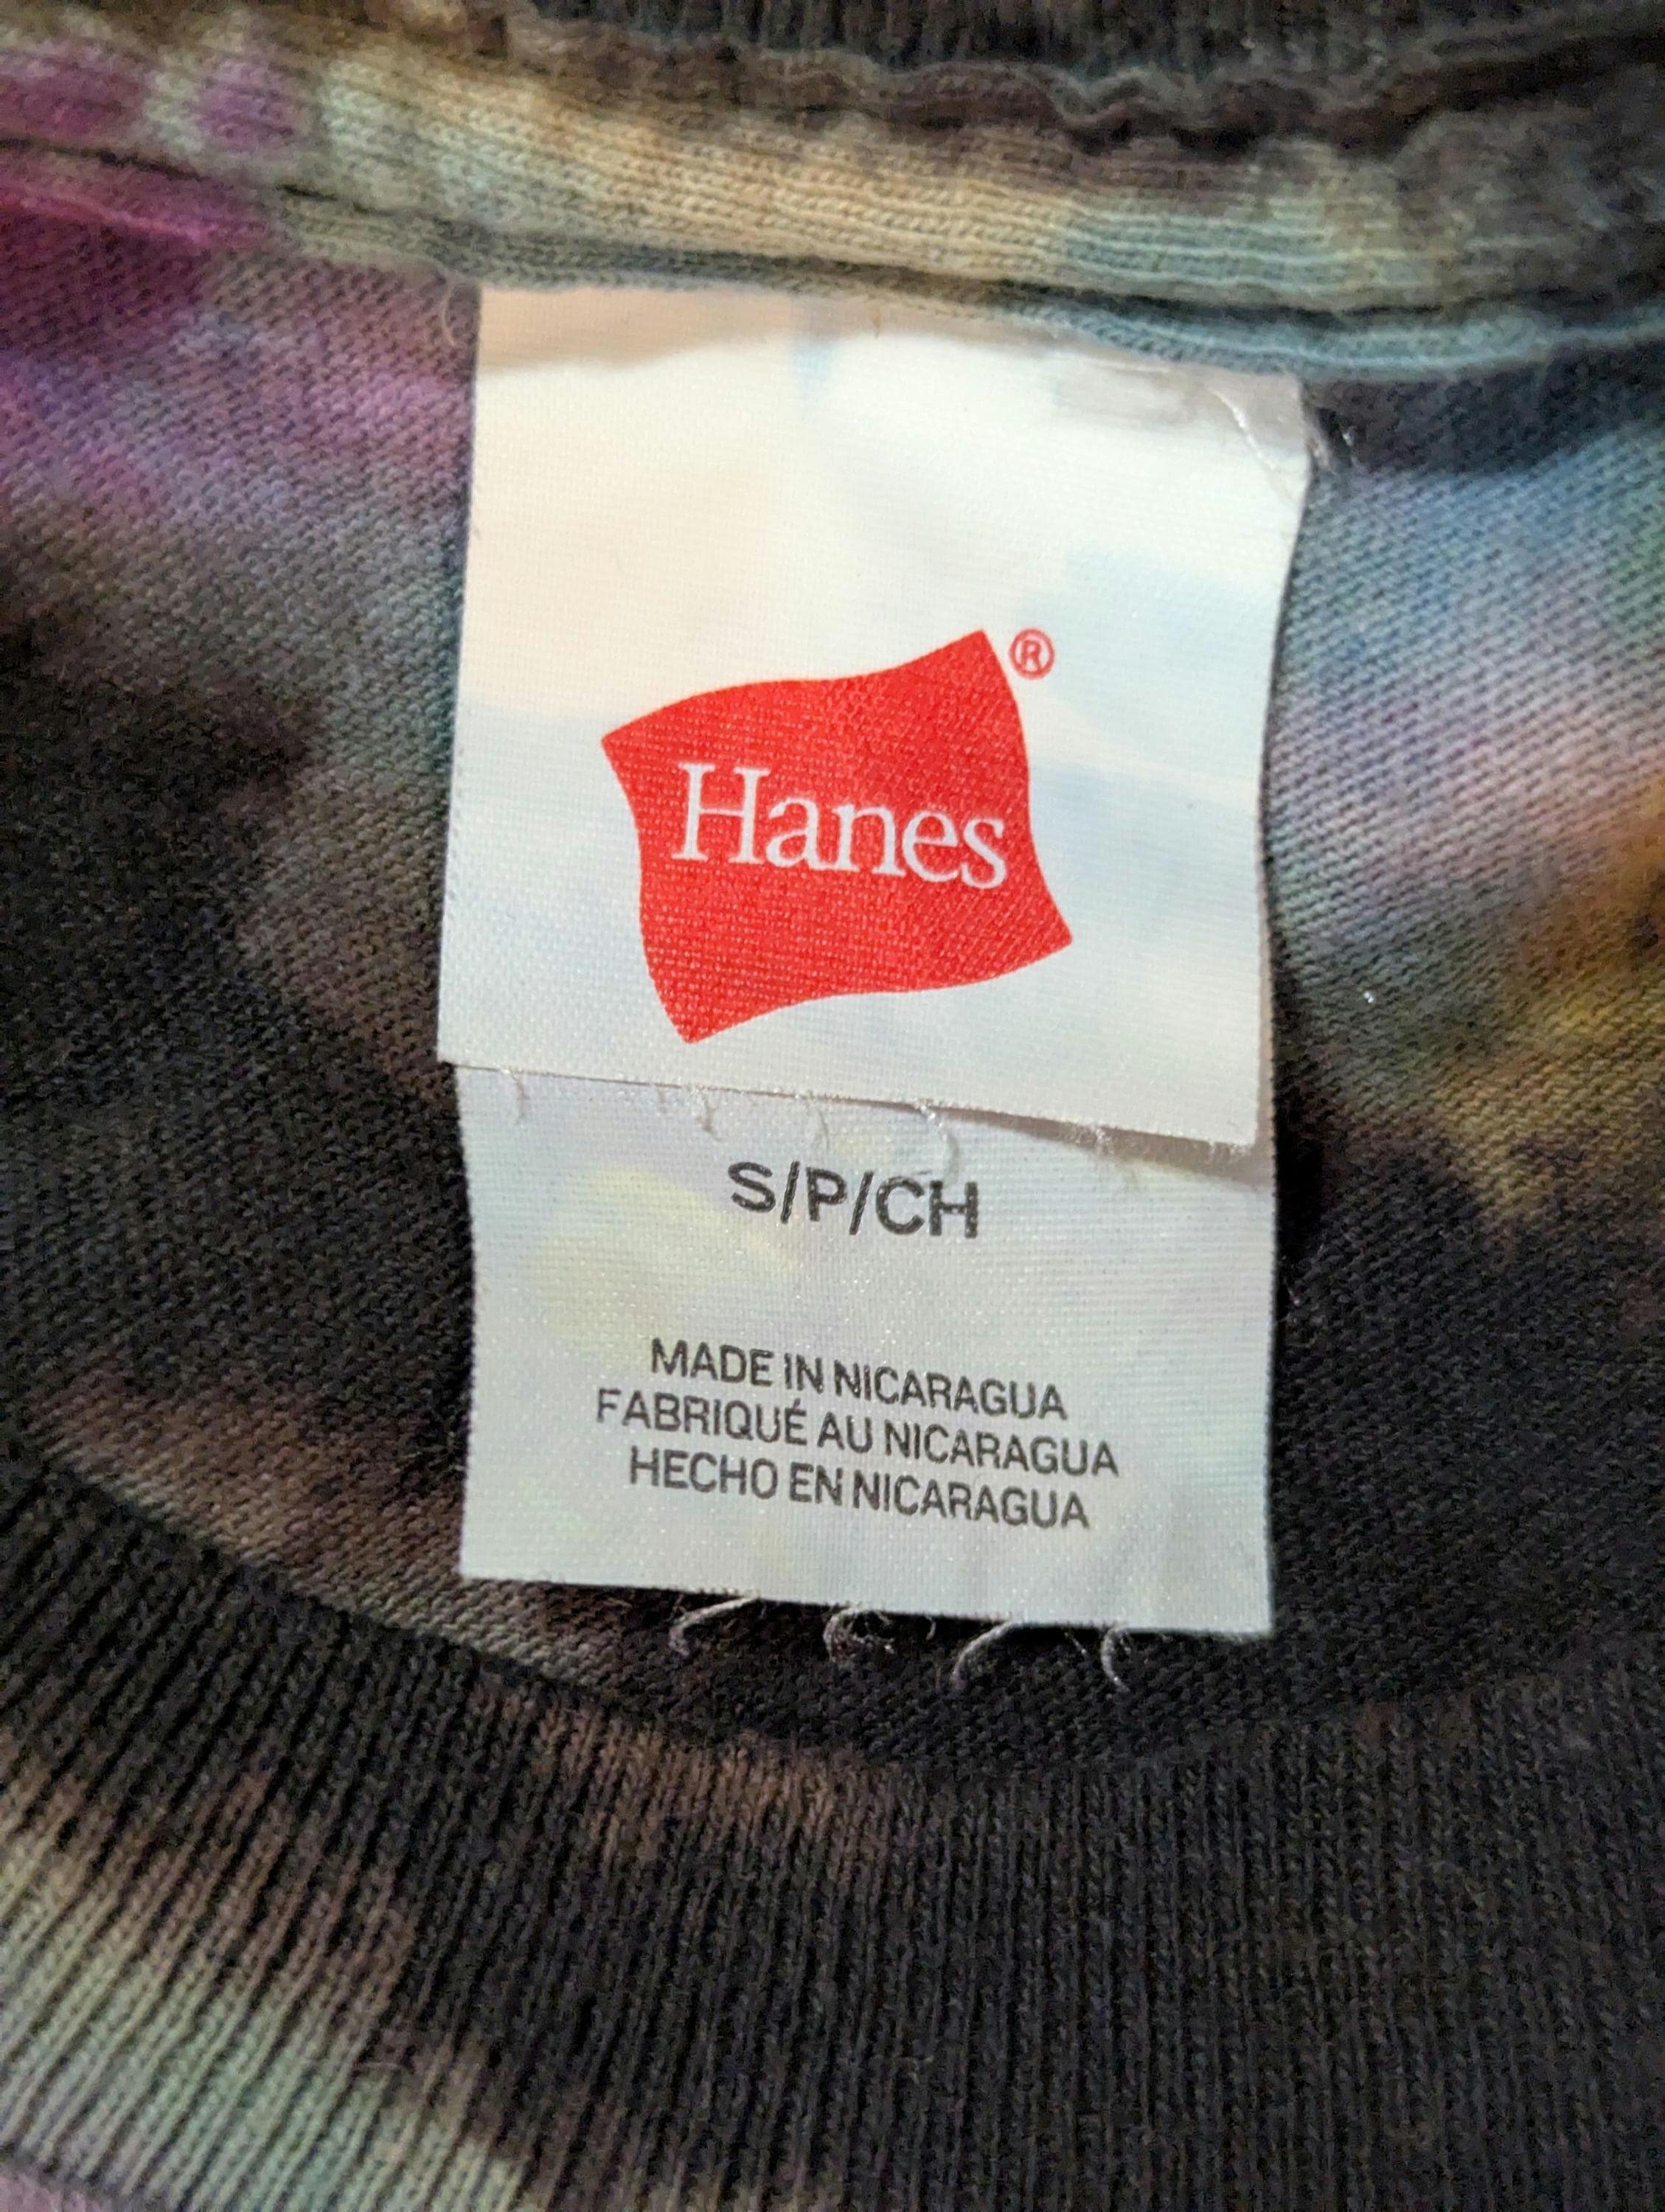 Hanes®
S/P/CH
MADE IN NICARAGUA
FABRIQUÉ AU NICARAGUA
HECHO EN NICARAGUA